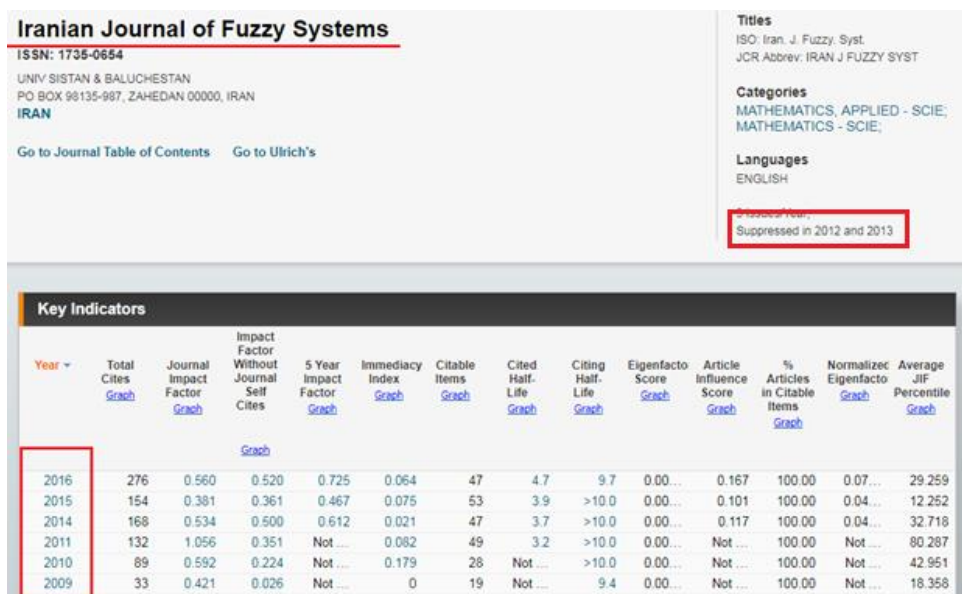 Iranian Journal of Fuzzy Systems
ISSN: 1735-0654
UNIV SISTAN & BALUCHESTAN
PO BOX 98135-987, ZAHEDAN 00000, IRAN
IRAN
Go to Journal Table of Contents Go to Ulrich's
Titles
ISO: Iran. J. Fuzzy. Syst.
JCR Abbrev: IRAN J FUZZY SYST
Categories
MATHEMATICS, APPLIED - SCIE;
MATHEMATICS - SCIE;
Languages
ENGLISH
Issues/Year;
Suppressed in 2012 and 2013
Key Indicators
Year
Total Cites Graph
Journal Impact Factor Graph
Impact Factor Without Journal Self Cites Graph
5 Year Impact Factor Graph
Immediacy Index Graph
Citable Items Graph
Cited Half-Life Graph
Citing Half-Life Graph
Eigenfacto Score Graph
Article Influence Score Graph
% Articles in Citable Items Graph
Normalized Eigenfacto Graph
Average JIF Percentile Graph
2016 276 0.560 0.520 0.725 0.064 47 4.7 9.7 0.00... 0.167 100.00 0.07... 29.259
2015 154 0.381 0.361 0.467 0.075 53 3.9 >10.0 0.00... 0.101 100.00 0.04... 12.252
2014 168 0.534 0.500 0.612 0.021 47 3.7 >10.0 0.00... 0.117 100.00 0.04... 32.718
2011 132 1.056 0.351 Not ... 0.082 49 3.2 >10.0 0.00... Not ... 100.00 Not ... 80.287
2010 89 0.592 0.224 Not ... 0.179 28 Not ... >10.0 0.00... Not ... 100.00 Not ... 42.951
2009 33 0.421 0.026 Not ... 0 19 Not ... 9.4 0.00... Not ... 100.00 Not ... 18.358